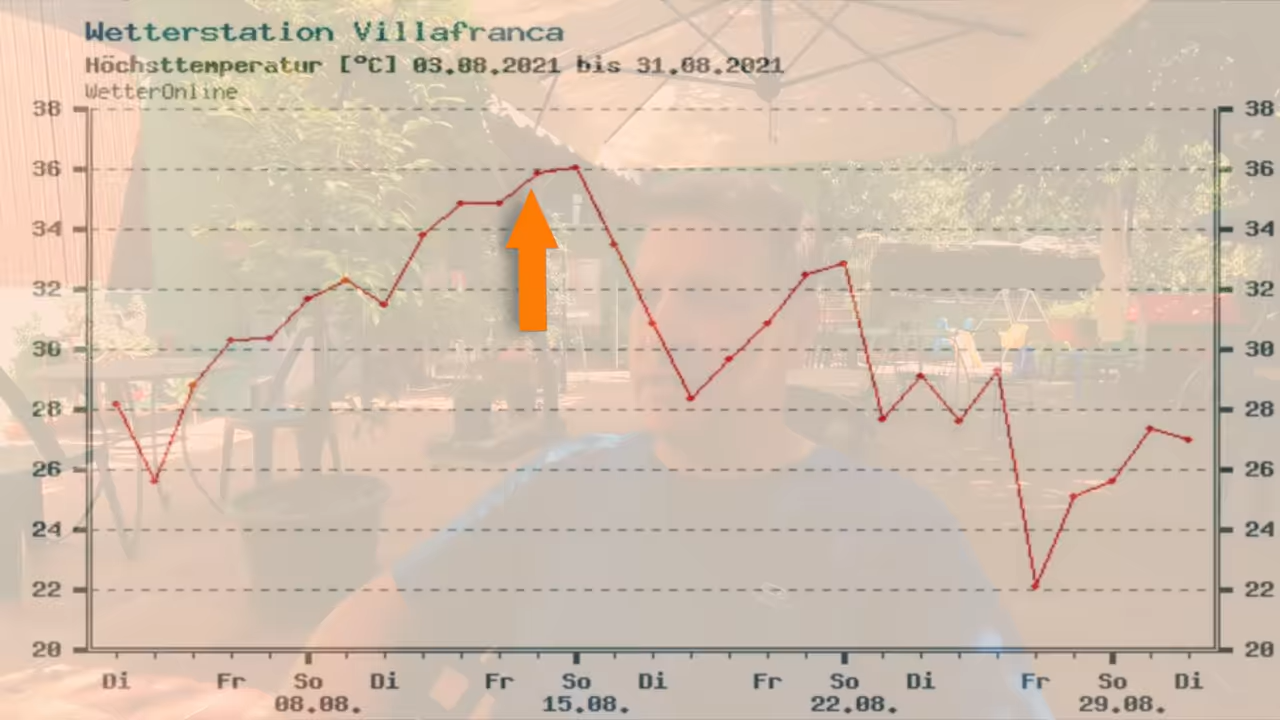 Wetterstation Villafranca
Höchsttemperatur [°C] 03.08.2021 bis 31.08.2021
WetterOnline
38 38
36 36
34 34
32 32
30 30
28 28
26 26
24 24
22 22
20 20
Di Fr So Di Fr So Di Fr So Di Fr So Di
08.08. 15.08. 22.08. 29.08.